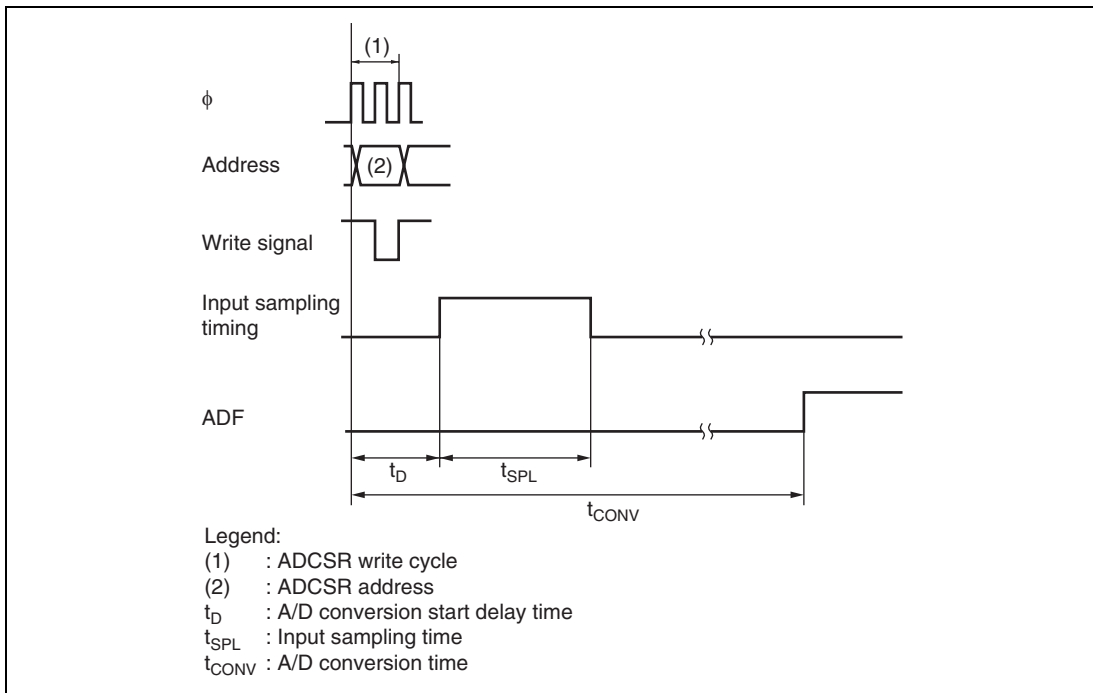 (1)
ϕ
Address
(2)
Write signal
Input sampling
timing
ADF
tD
tSPL
tCONV
Legend:
(1) : ADCSR write cycle
(2) : ADCSR address
tD : A/D conversion start delay time
tSPL : Input sampling time
tCONV : A/D conversion time